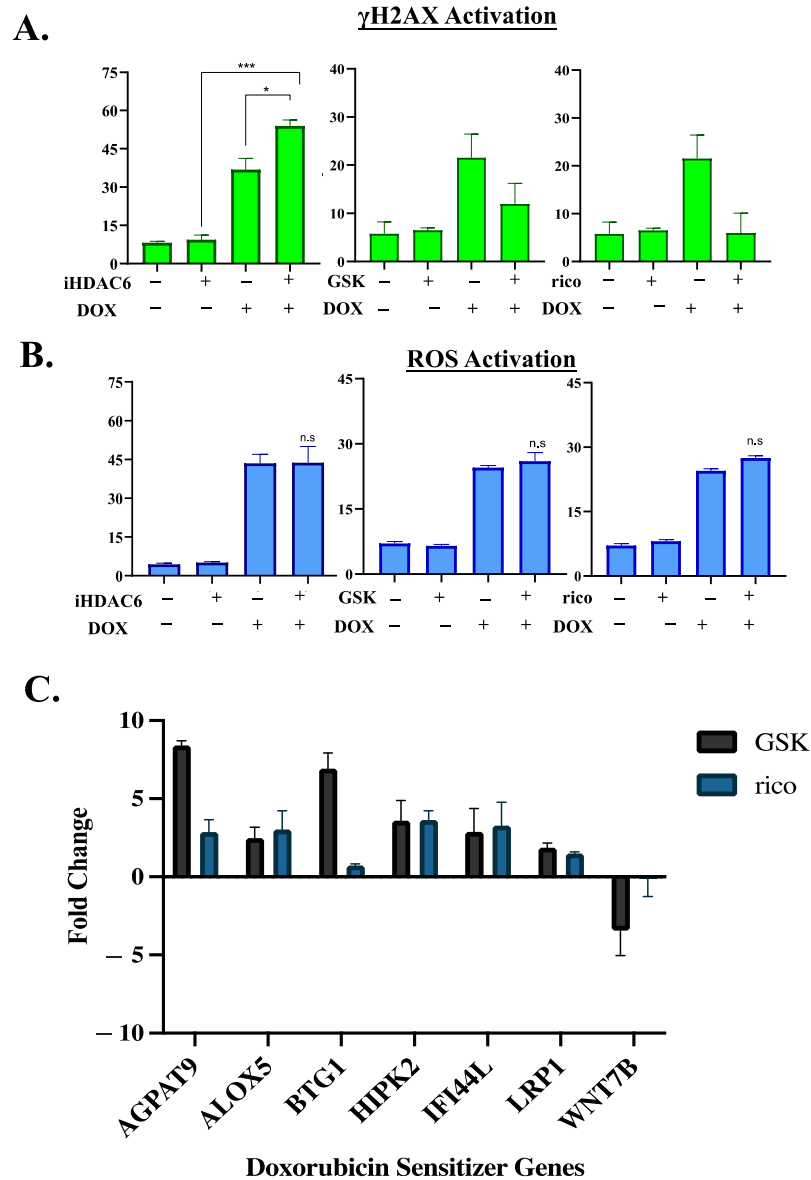 A.
γH2AX Activation
75
60
45
30
15
0
***
*
iHDAC6 – + – +
DOX – – + +
40
30
20
10
0
GSK – + – +
DOX – – + +
40
30
20
10
0
rico – + – +
DOX – – + +
B.
ROS Activation
75
60
45
30
15
0
n.s
iHDAC6 – + – +
DOX – – + +
45
30
15
0
n.s
GSK – + – +
DOX – – + +
45
30
15
0
n.s
rico – + – +
DOX – – + +
C.
Fold Change
10
5
0
– 5
– 10
GSK
rico
AGPAT9
ALOX5
BTG1
HIPK2
IFI44L
LRP1
WNT7B
Doxorubicin Sensitizer Genes